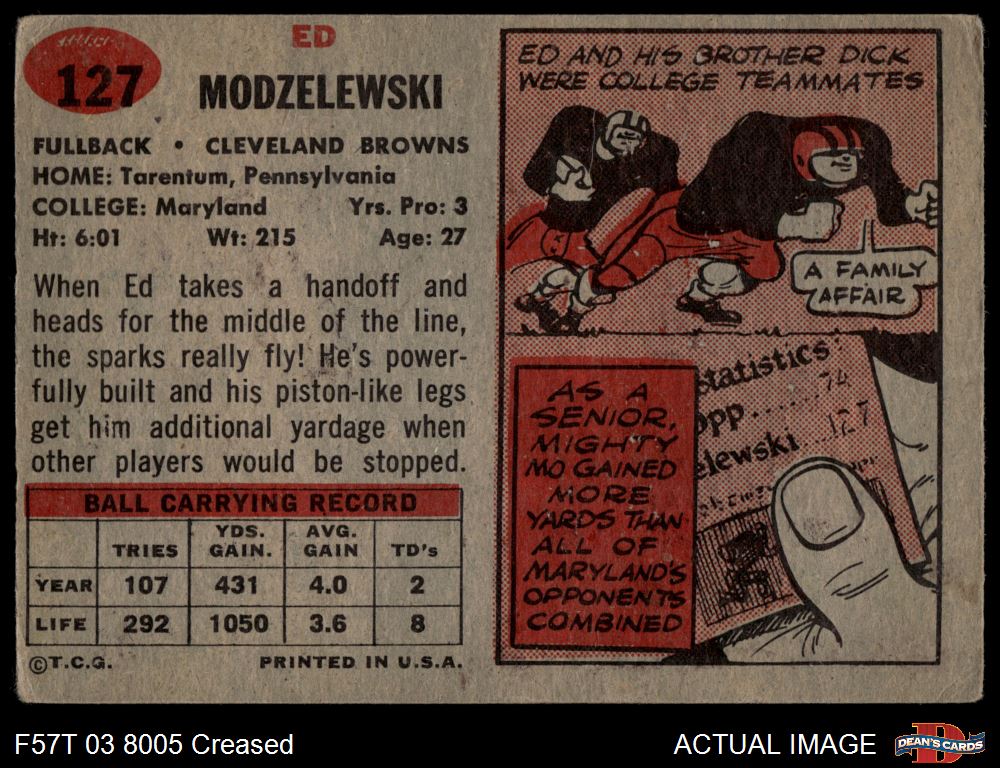 127
ED
MODZELEWSKI
FULLBACK • CLEVELAND BROWNS
HOME: Tarentum, Pennsylvania
COLLEGE: Maryland Yrs. Pro: 3
Ht: 6:01 Wt: 215 Age: 27
When Ed takes a handoff and
heads for the middle of the line,
the sparks really fly! He's power-
fully built and his piston-like legs
get him additional yardage when
other players would be stopped.
BALL CARRYING RECORD
TRIES YDS. GAIN. AVG. GAIN TD's
YEAR 107 431 4.0 2
LIFE 292 1050 3.6 8
©T.C.G. PRINTED IN U.S.A.
ED AND HIS BROTHER DICK
WERE COLLEGE TEAMMATES
A FAMILY
AFFAIR
AS A
SENIOR,
MIGHTY
MO GAINED
MORE
YARDS THAN
ALL OF
MARYLAND'S
OPPONENTS
COMBINED
Statistics
opp..... 74
elewski ...127
F57T 03 8005 Creased
ACTUAL IMAGE
D
DEAN'S CARDS